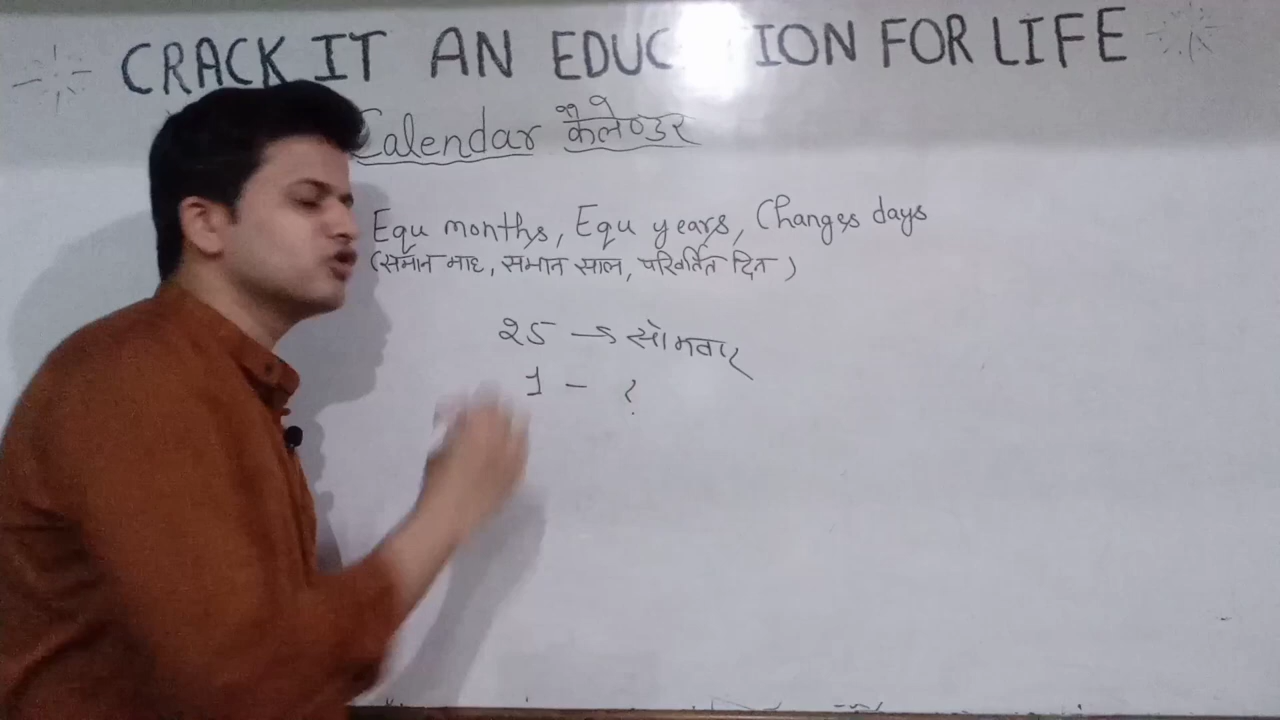 CRACK IT AN EDUCATION FOR LIFE
Calendar कैलेण्डर
Equ months, Equ years, Changes days
(समान माह, समान साल, परिवर्तित दिन)
25 → सोमवार
1 - ?